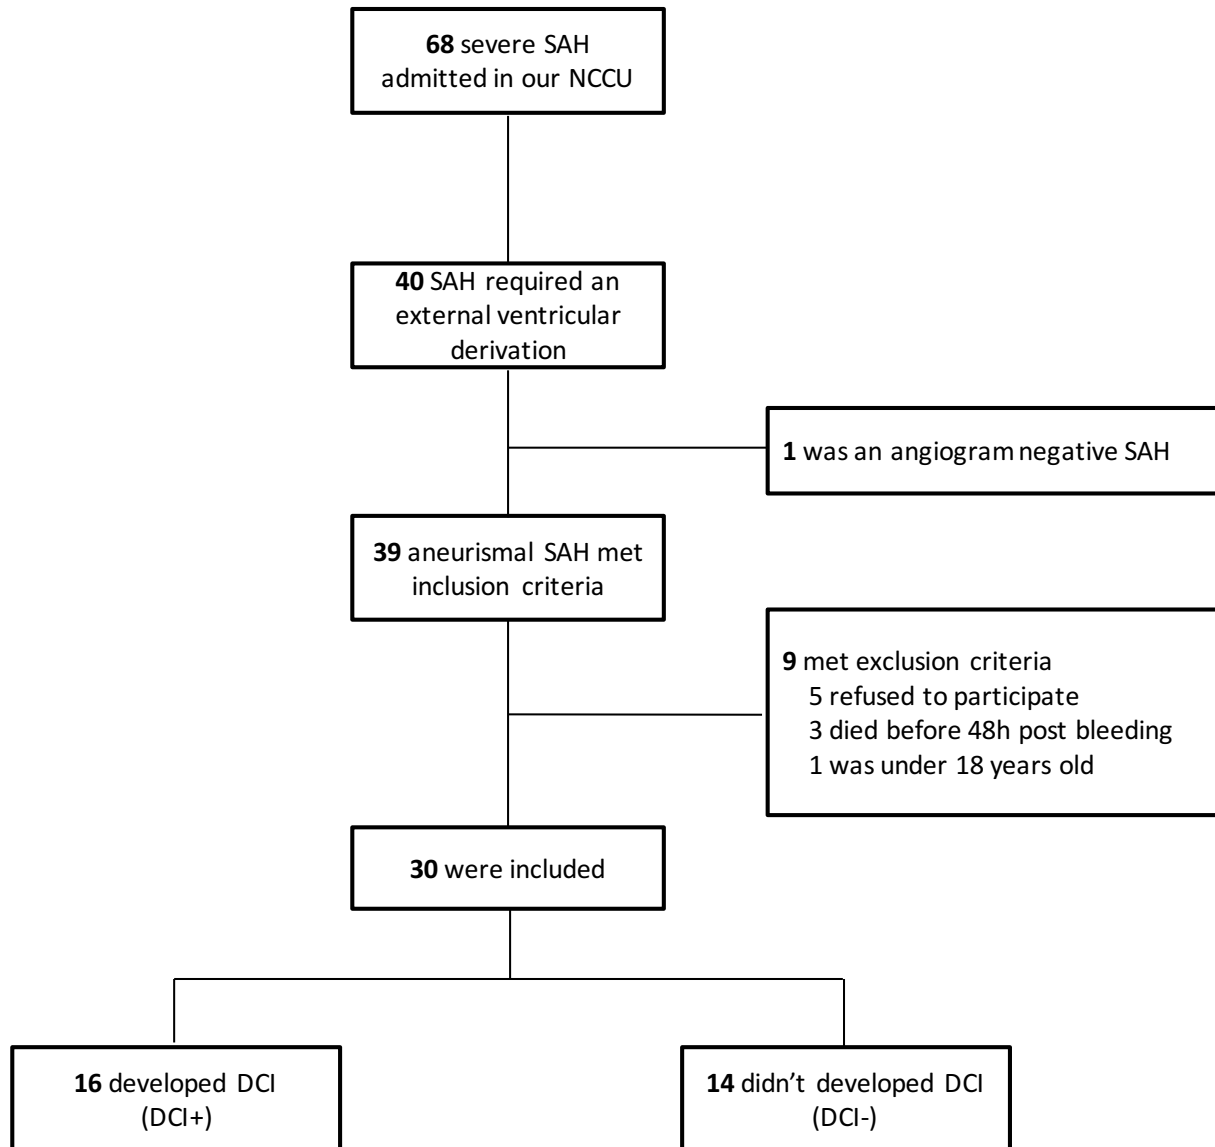 68 severe SAH
admitted in our NCCU
40 SAH required an
external ventricular
derivation
1 was an angiogram negative SAH
39 aneurismal SAH met
inclusion criteria
9 met exclusion criteria
5 refused to participate
3 died before 48h post bleeding
1 was under 18 years old
30 were included
16 developed DCI
(DCI+)
14 didn’t developed DCI
(DCI-)